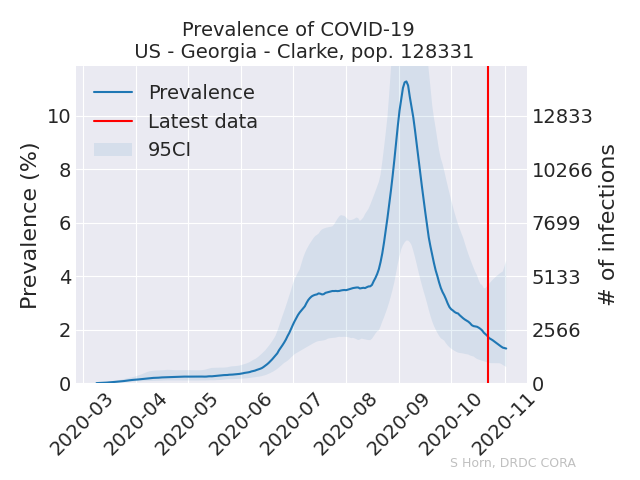 Prevalence of COVID-19
US - Georgia - Clarke, pop. 128331
Prevalence
Latest data
95CI
Prevalence (%)
10
8
6
4
2
0
12833
10266
7699
5133
2566
0
# of infections
2020-03
2020-04
2020-05
2020-06
2020-07
2020-08
2020-09
2020-10
2020-11
S Horn, DRDC CORA